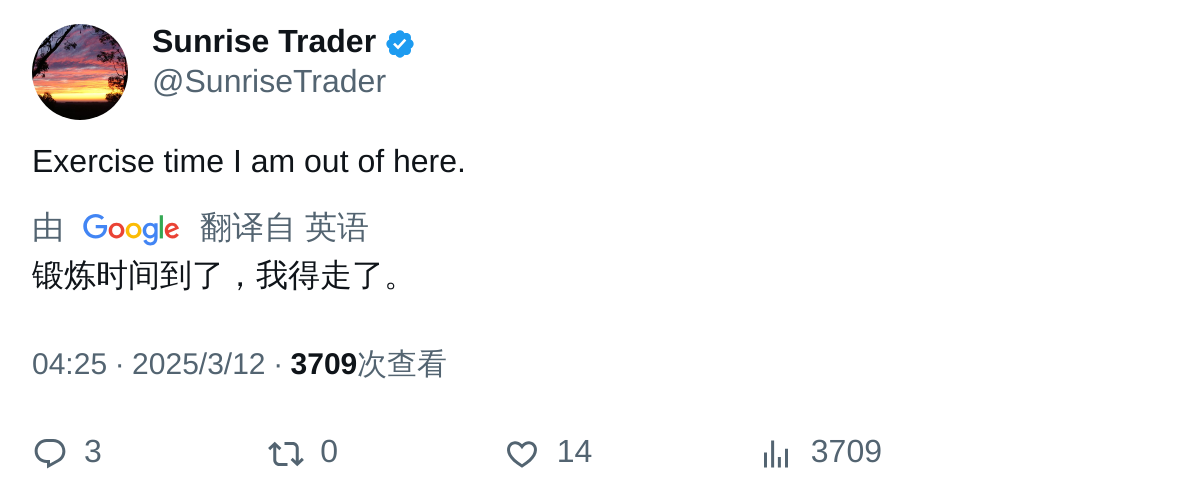 Sunrise Trader
@SunriseTrader
Exercise time I am out of here.
由 Google 翻译自 英语
锻炼时间到了，我得走了。
04:25 · 2025/3/12 · 3709次查看
3 0 14 3709